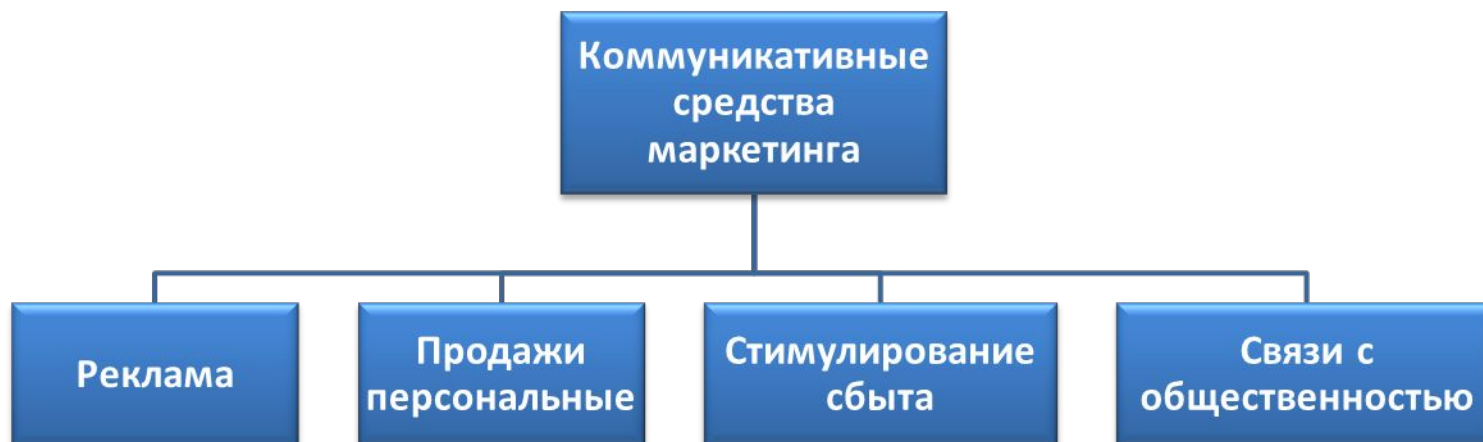 Коммуникативные
средства
маркетинга
Реклама
Продажи
персональные
Стимулирование
сбыта
Связи с
общественностью